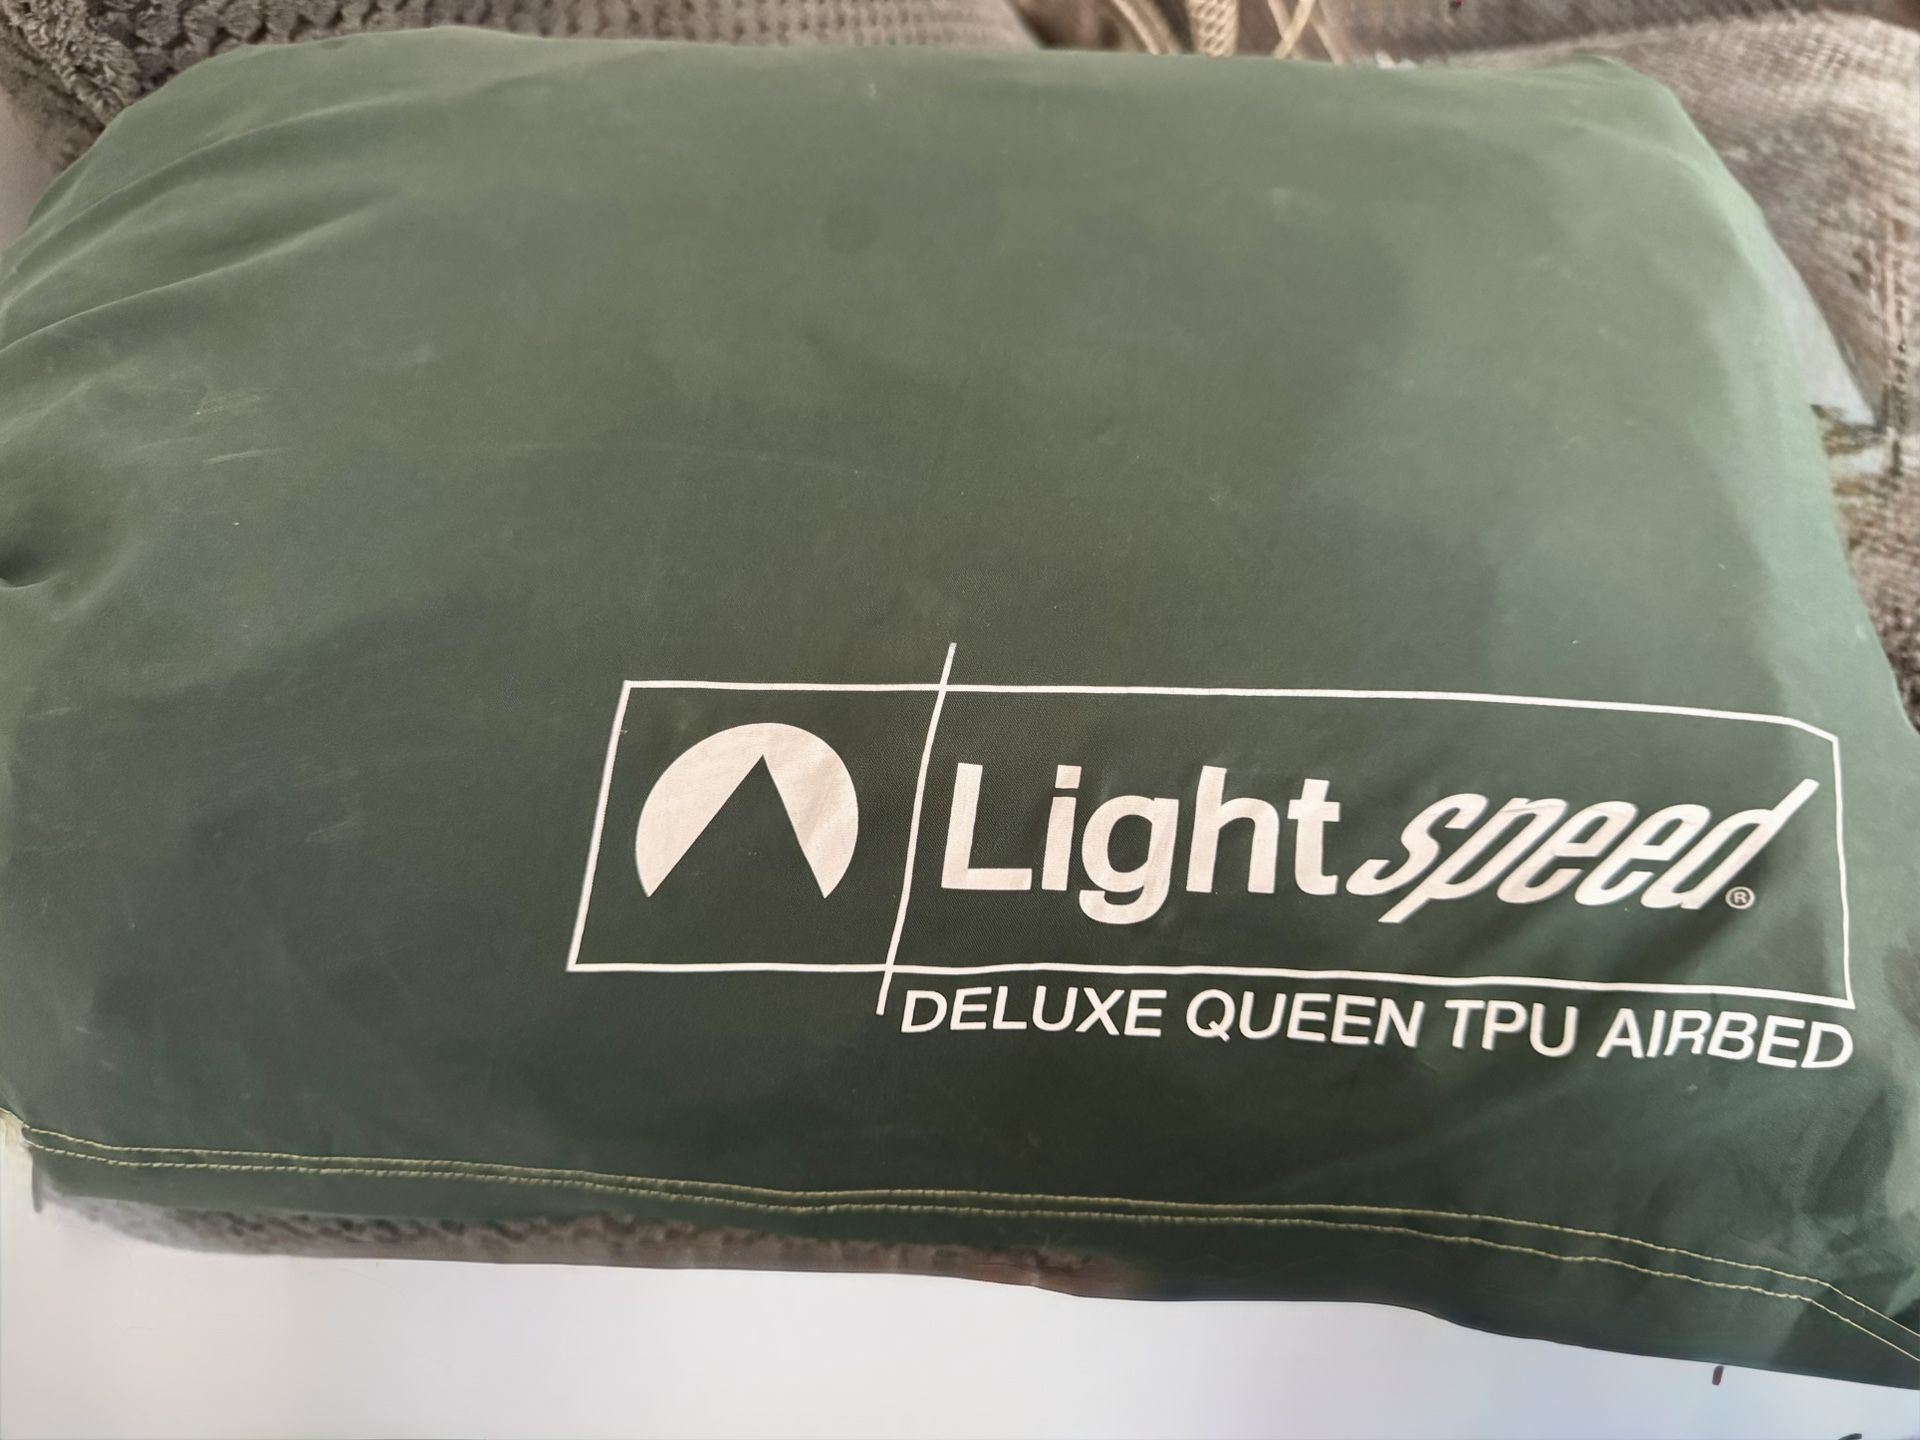 Lightspeed®
DELUXE QUEEN TPU AIRBED